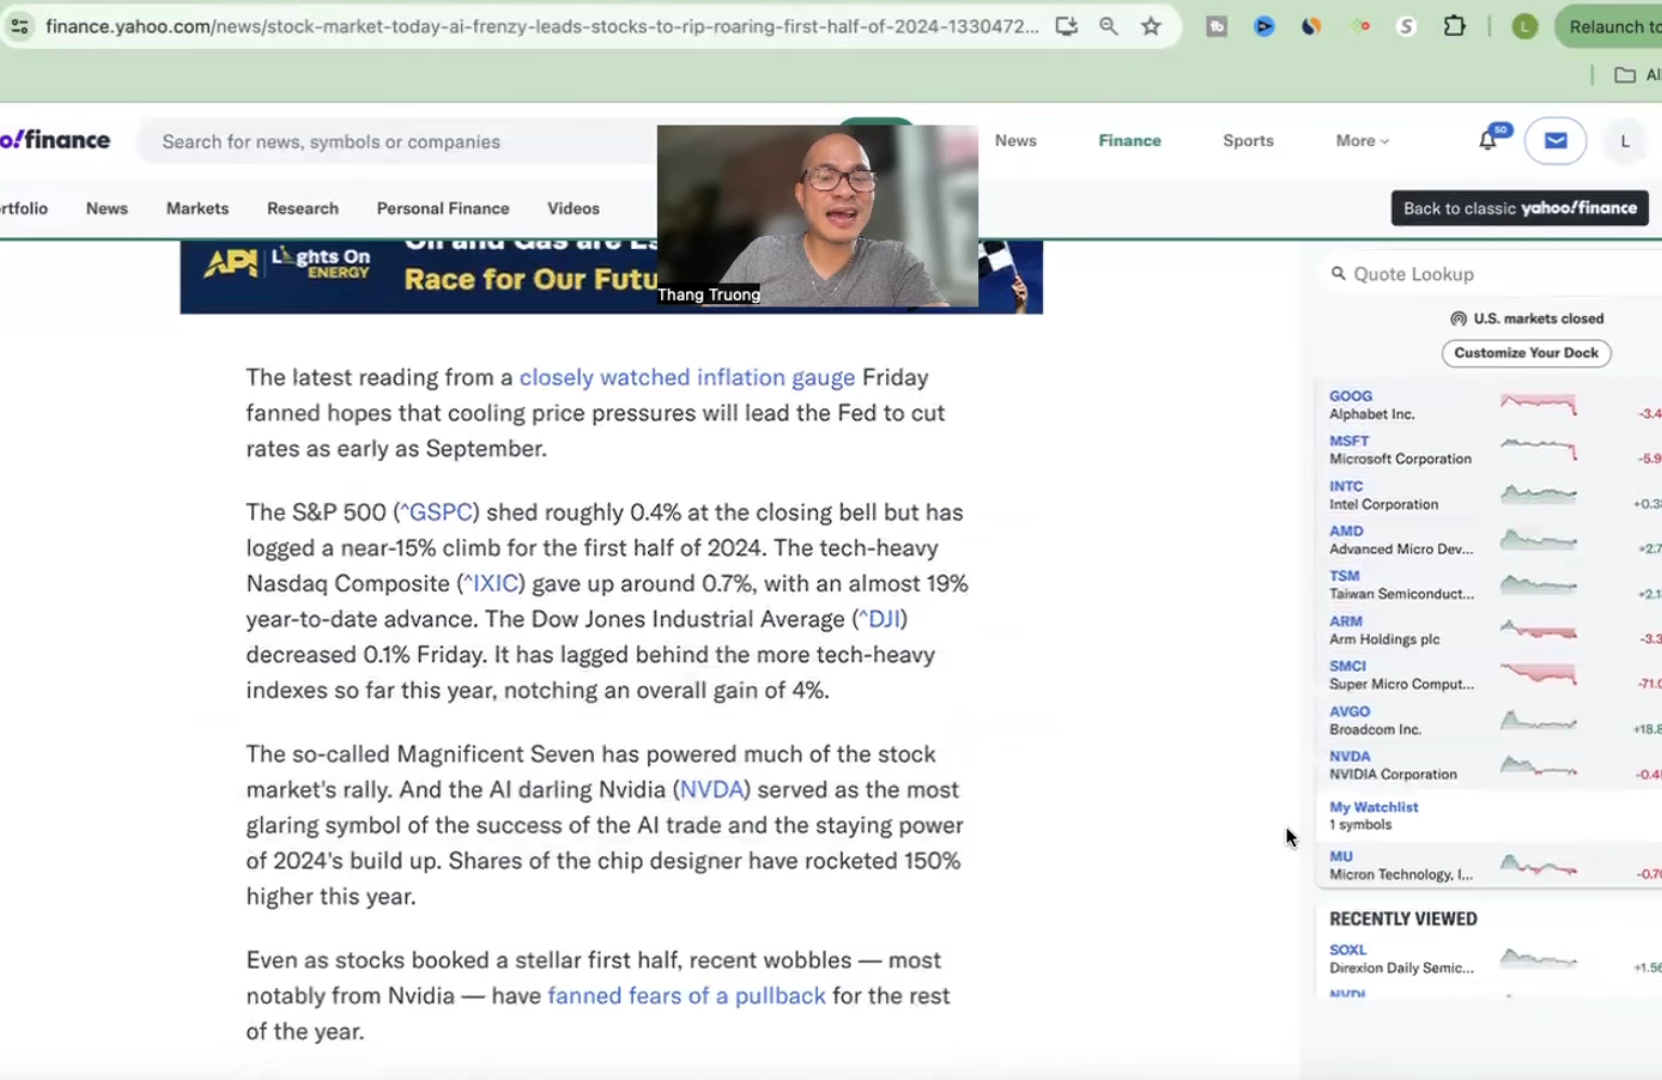 finance.yahoo.com/news/stock-market-today-ai-frenzy-leads-stocks-to-rip-roaring-first-half-of-2024-1330472...
tb
S
L
Relaunch to
o!finance
Search for news, symbols or companies
News
Finance
Sports
More
50
L
News
Markets
Research
Personal Finance
Videos
Back to classic yahoo!finance
API
Lights On
ENERGY
Race for Our
Thang Truong
Quote Lookup
U.S. markets closed
Customize Your Dock
The latest reading from a closely watched inflation gauge Friday
fanned hopes that cooling price pressures will lead the Fed to cut
rates as early as September.
The S&P 500 (^GSPC) shed roughly 0.4% at the closing bell but has
logged a near-15% climb for the first half of 2024. The tech-heavy
Nasdaq Composite (^IXIC) gave up around 0.7%, with an almost 19%
year-to-date advance. The Dow Jones Industrial Average (^DJI)
decreased 0.1% Friday. It has lagged behind the more tech-heavy
indexes so far this year, notching an overall gain of 4%.
The so-called Magnificent Seven has powered much of the stock
market's rally. And the AI darling Nvidia (NVDA) served as the most
glaring symbol of the success of the AI trade and the staying power
of 2024's build up. Shares of the chip designer have rocketed 150%
higher this year.
Even as stocks booked a stellar first half, recent wobbles — most
notably from Nvidia — have fanned fears of a pullback for the rest
of the year.
GOOG
Alphabet Inc. -3.4
MSFT
Microsoft Corporation -5.9
INTC
Intel Corporation +0.3
AMD
Advanced Micro Dev... +2.7
TSM
Taiwan Semiconduct... +2.1
ARM
Arm Holdings plc -3.3
SMCI
Super Micro Comput... -71.0
AVGO
Broadcom Inc. +18.8
NVDA
NVIDIA Corporation -0.4
My Watchlist
1 symbols
MU
Micron Technology, I... -0.7
RECENTLY VIEWED
SOXL
Direxion Daily Semic... +1.5